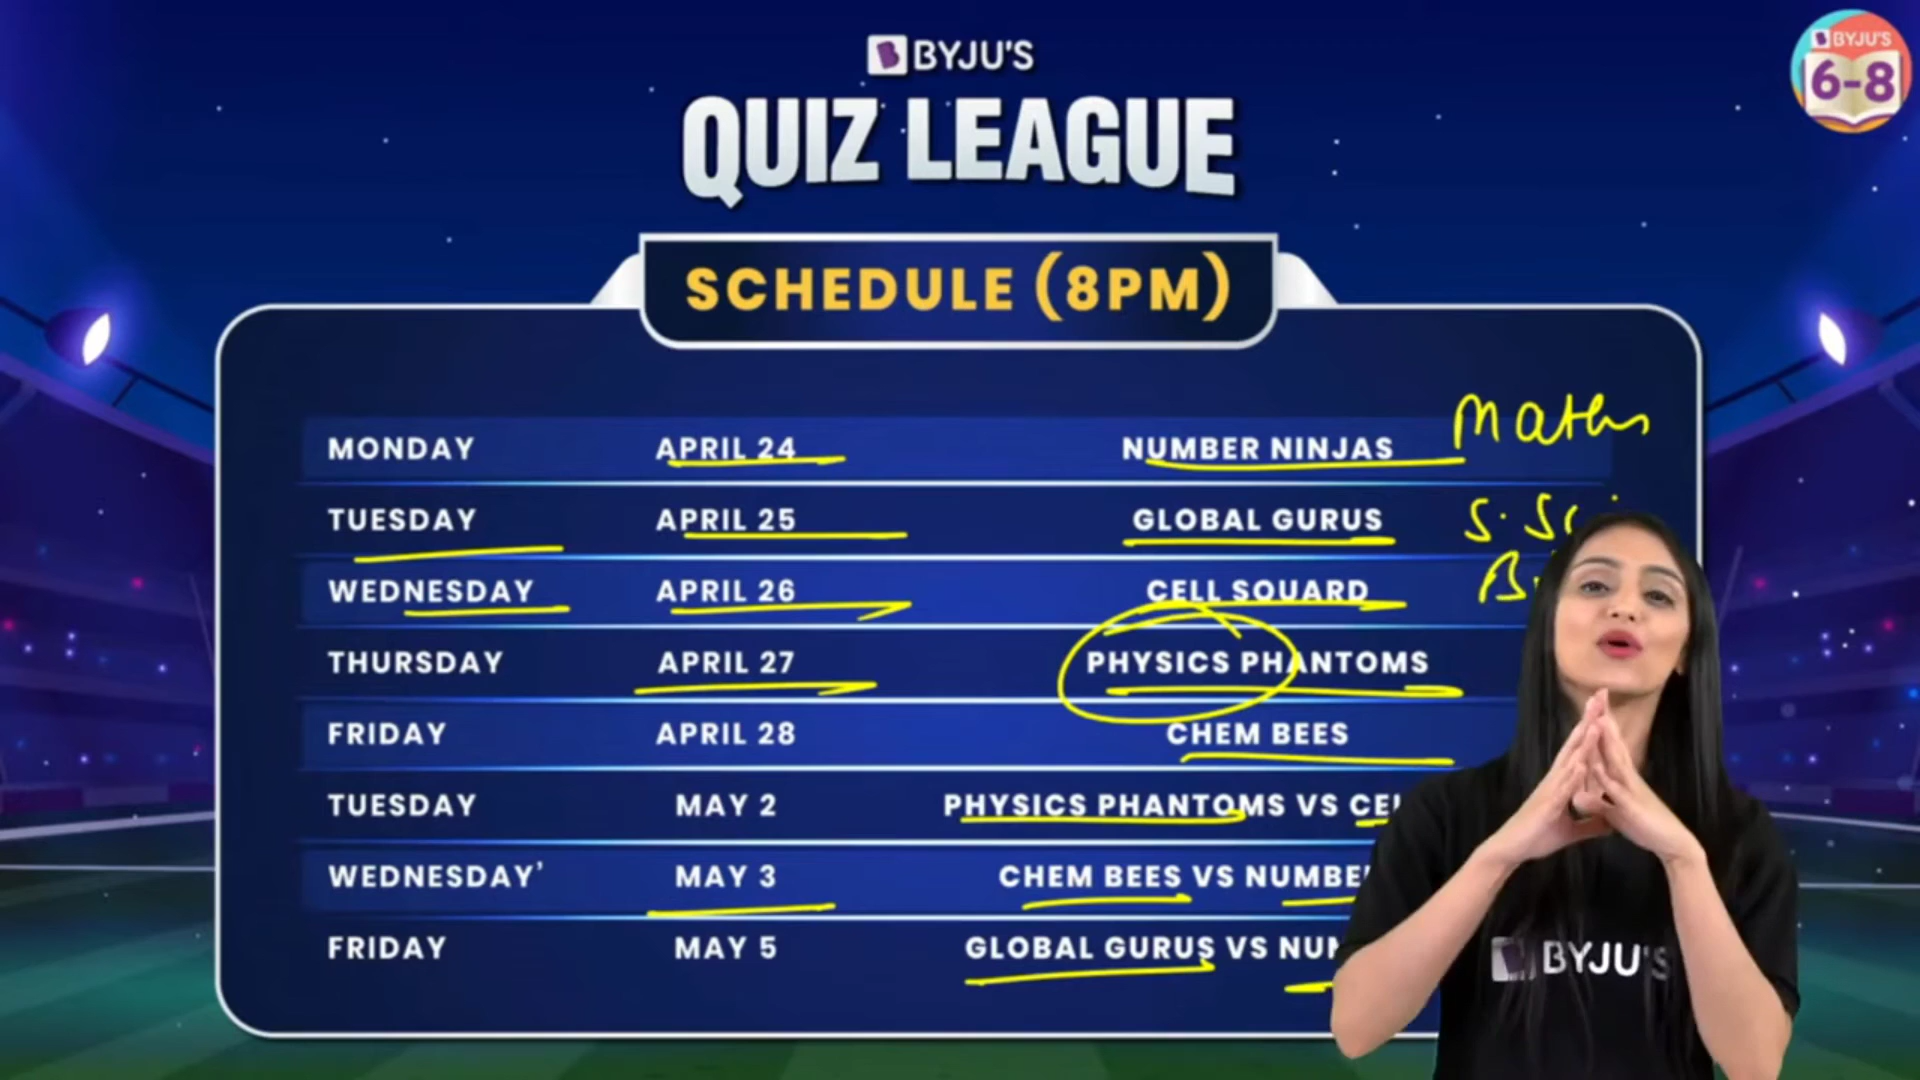 BYJU'S
QUIZ LEAGUE
BYJU'S
6-8
SCHEDULE (8PM)
MONDAY APRIL 24 NUMBER NINJAS Maths
TUESDAY APRIL 25 GLOBAL GURUS S. Sci
WEDNESDAY APRIL 26 CELL SQUARD
THURSDAY APRIL 27 PHYSICS PHANTOMS
FRIDAY APRIL 28 CHEM BEES
TUESDAY MAY 2 PHYSICS PHANTOMS VS
WEDNESDAY’ MAY 3 CHEM BEES VS
FRIDAY MAY 5 GLOBAL GURUS VS
BYJU'S